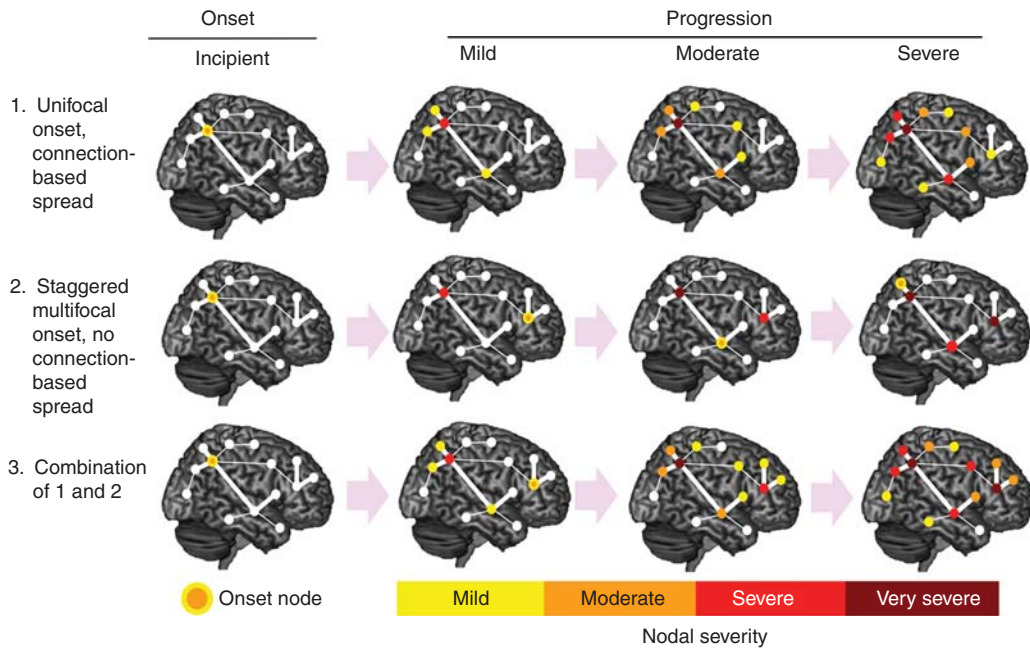 Onset
Progression
Incipient
Mild
Moderate
Severe
1. Unifocal
onset,
connection-
based
spread
2. Staggered
multifocal
onset, no
connection-
based
spread
3. Combination
of 1 and 2
Onset node
Mild
Moderate
Severe
Very severe
Nodal severity